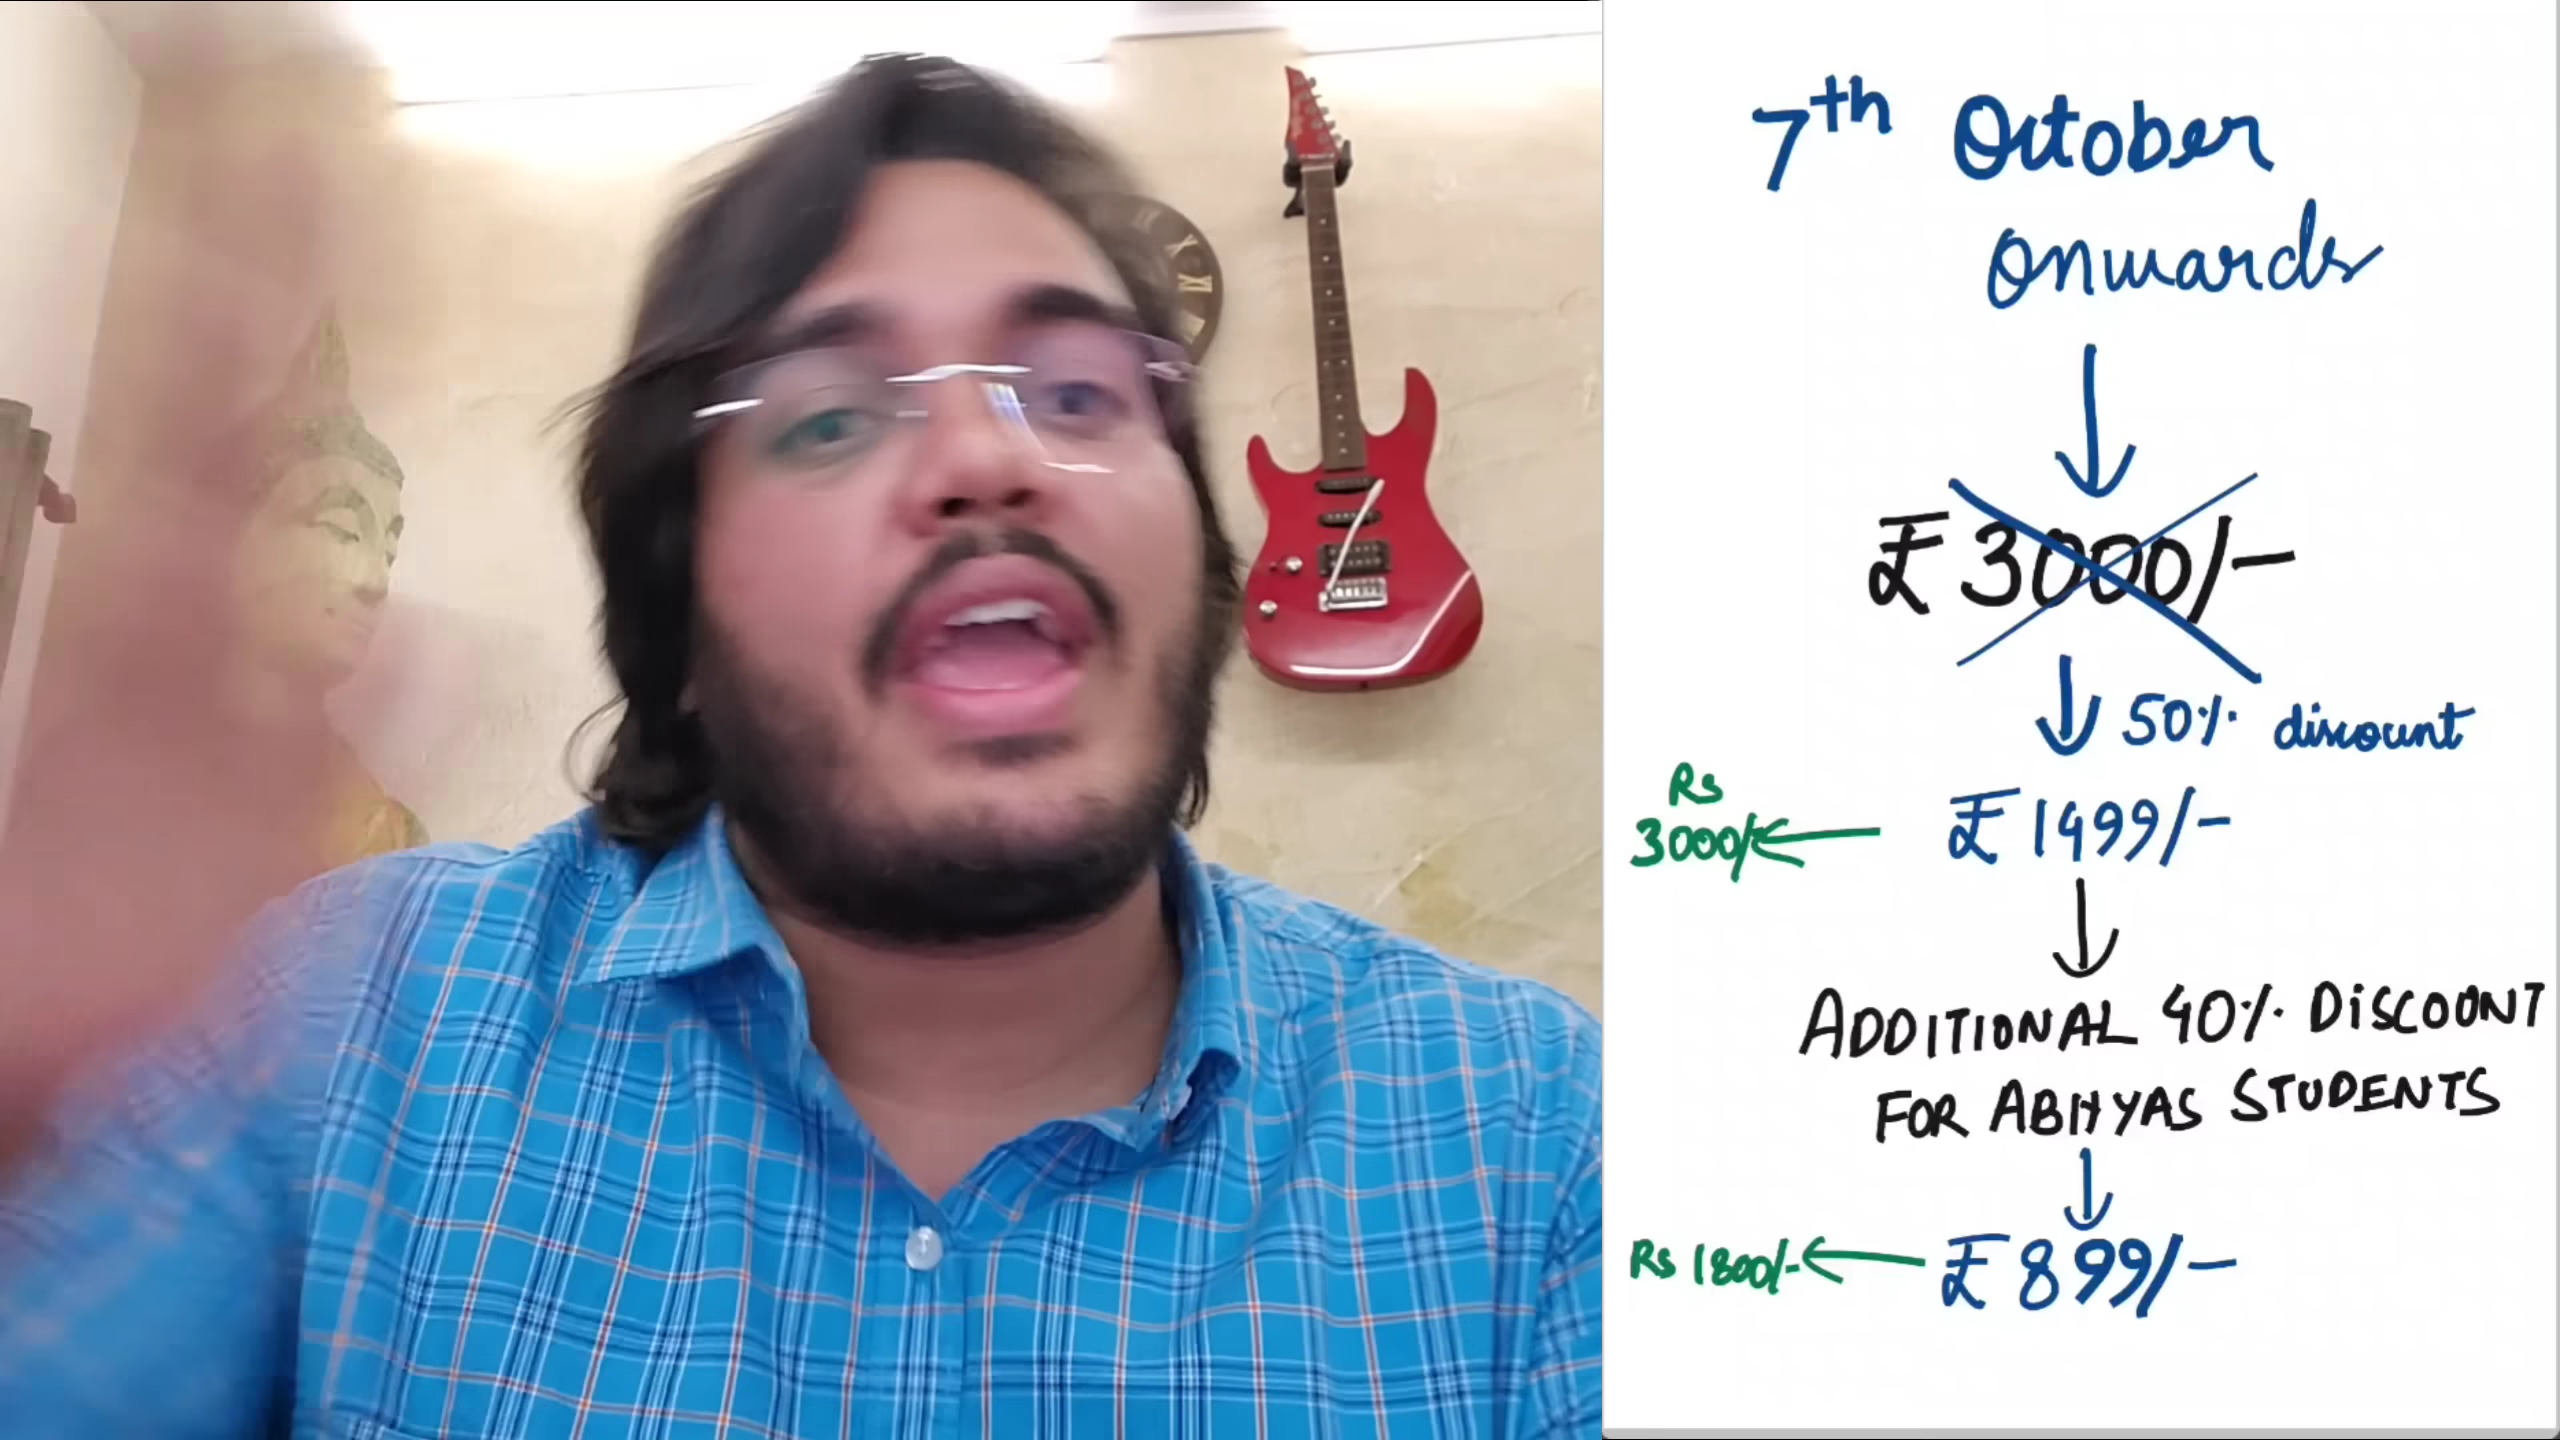 7th October
onwards
₹ 3000/-
50% discount
Rs
3000/-
₹ 1499/-
ADDITIONAL 40% DISCOUNT
FOR ABHYAS STUDENTS
Rs 1800/-
₹ 899/-